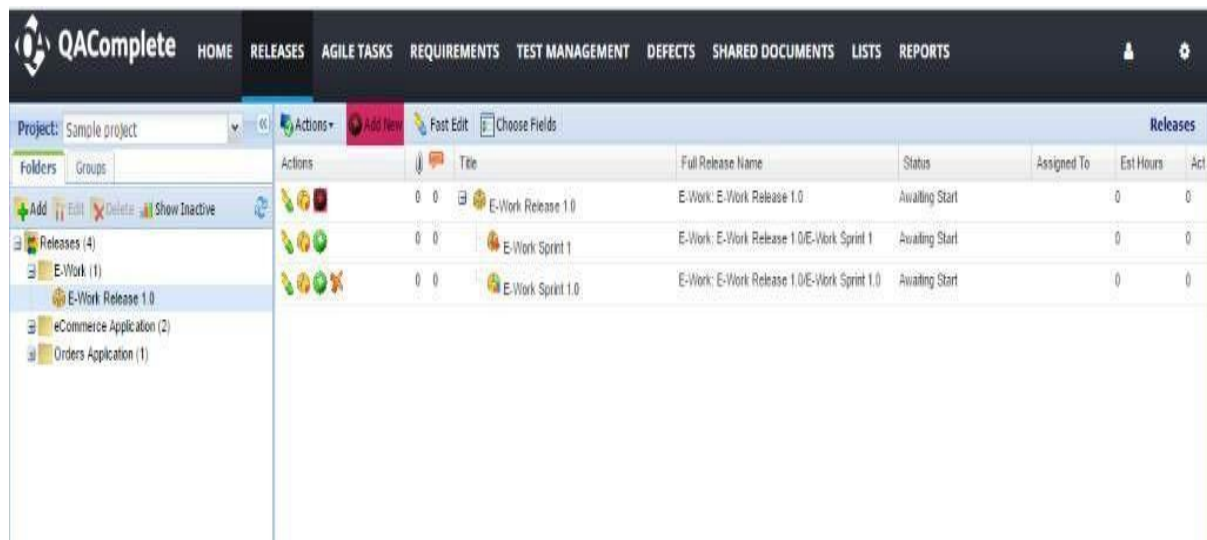 QAComplete HOME RELEASES AGILE TASKS REQUIREMENTS TEST MANAGEMENT DEFECTS SHARED DOCUMENTS LISTS REPORTS
Project: Sample project
Actions Add New Fast Edit Choose Fields Releases
Folders Groups
Add Edit Delete Show Inactive
Releases (4)
E-Work (1)
E-Work Release 1.0
eCommerce Application (2)
Orders Application (1)
Actions Title Full Release Name Status Assigned To Est Hours Act
0 0 E-Work Release 1.0 E-Work: E-Work Release 1.0 Awaiting Start 0 0
0 0 E-Work Sprint 1 E-Work: E-Work Release 1.0/E-Work Sprint 1 Awaiting Start 0 0
0 0 E-Work Sprint 1.0 E-Work: E-Work Release 1.0/E-Work Sprint 1.0 Awaiting Start 0 0